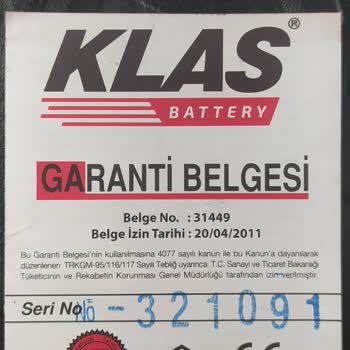 KLAS®
BATTERY
GARANTİ BELGESİ
Belge No. : 31449
Belge İzin Tarihi : 20/04/2011
Bu Garanti Belgesi'nin kullanılmasına 4077 sayılı kanun ile bu Kanun'a dayanılarak
düzenlenen TRKGM-95/116/117 Sayılı Tebliğ uyarınca T.C. Sanayi ve Ticaret Bakanlığı
Tüketicinin ve Rekabetin Korunması Genel Müdürlüğü tarafından izin verilmiştir.
Seri No № - 321091